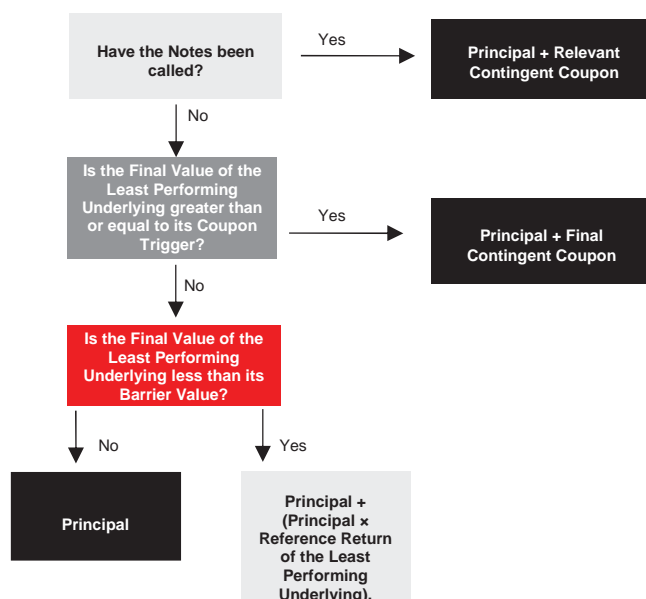 Have the Notes been
called?
Yes
Principal + Relevant
Contingent Coupon
No
Is the Final Value of the
Least Performing
Underlying greater than
or equal to its Coupon
Trigger?
Yes
Principal + Final
Contingent Coupon
No
Is the Final Value of the
Least Performing
Underlying less than its
Barrier Value?
No
Yes
Principal
Principal +
(Principal ×
Reference Return
of the Least
Performing
Underlying).